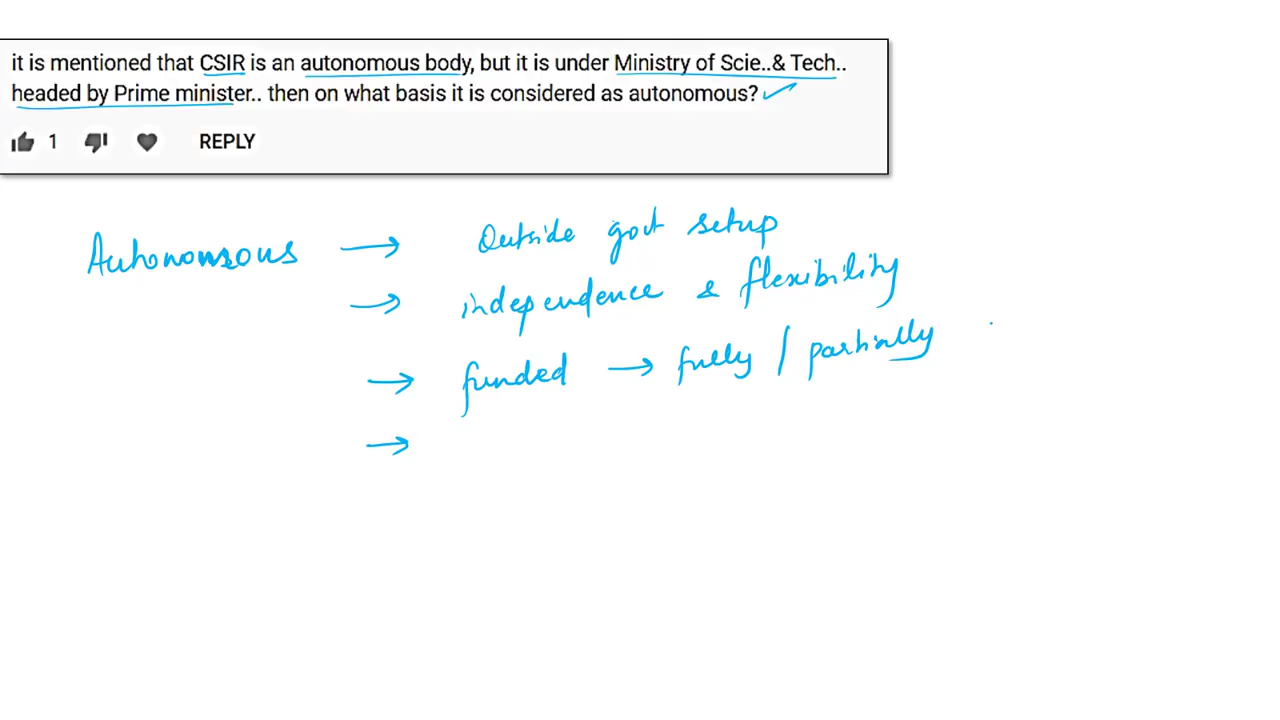 it is mentioned that CSIR is an autonomous body, but it is under Ministry of Scie..& Tech..
headed by Prime minister.. then on what basis it is considered as autonomous?
1 REPLY
Autonomous → Outside govt setup
→ independence & flexibility
→ funded → fully / partially
→